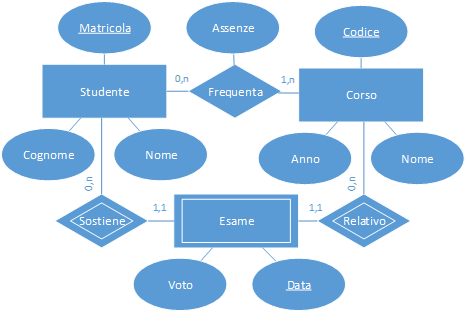 Matricola
Assenze
Codice
Studente
0,n
Frequenta
1,n
Corso
Cognome
Nome
Anno
Nome
0,n
0,n
Sostiene
1,1
Esame
1,1
Relativo
Voto
Data